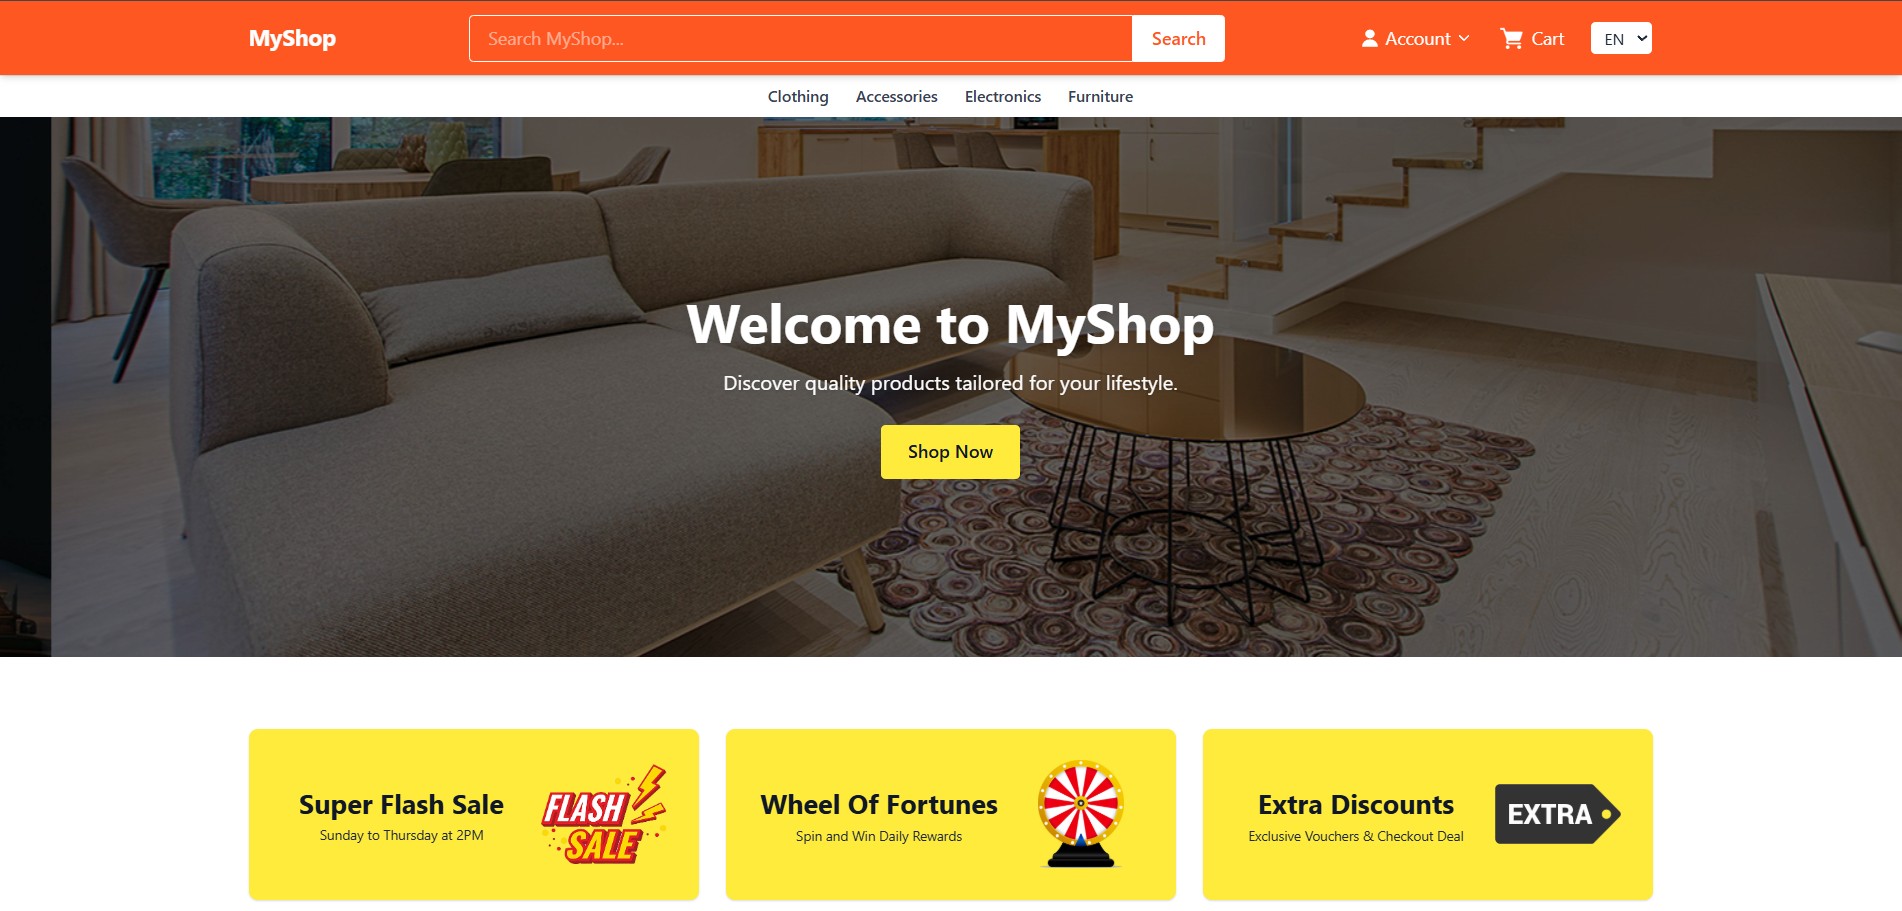 MyShop
Search MyShop...
Search
Account
Cart
EN
Clothing
Accessories
Electronics
Furniture
Welcome to MyShop
Discover quality products tailored for your lifestyle.
Shop Now
Super Flash Sale
Sunday to Thursday at 2PM
FLASH
SALE
Wheel Of Fortunes
Spin and Win Daily Rewards
Extra Discounts
Exclusive Vouchers & Checkout Deal
EXTRA